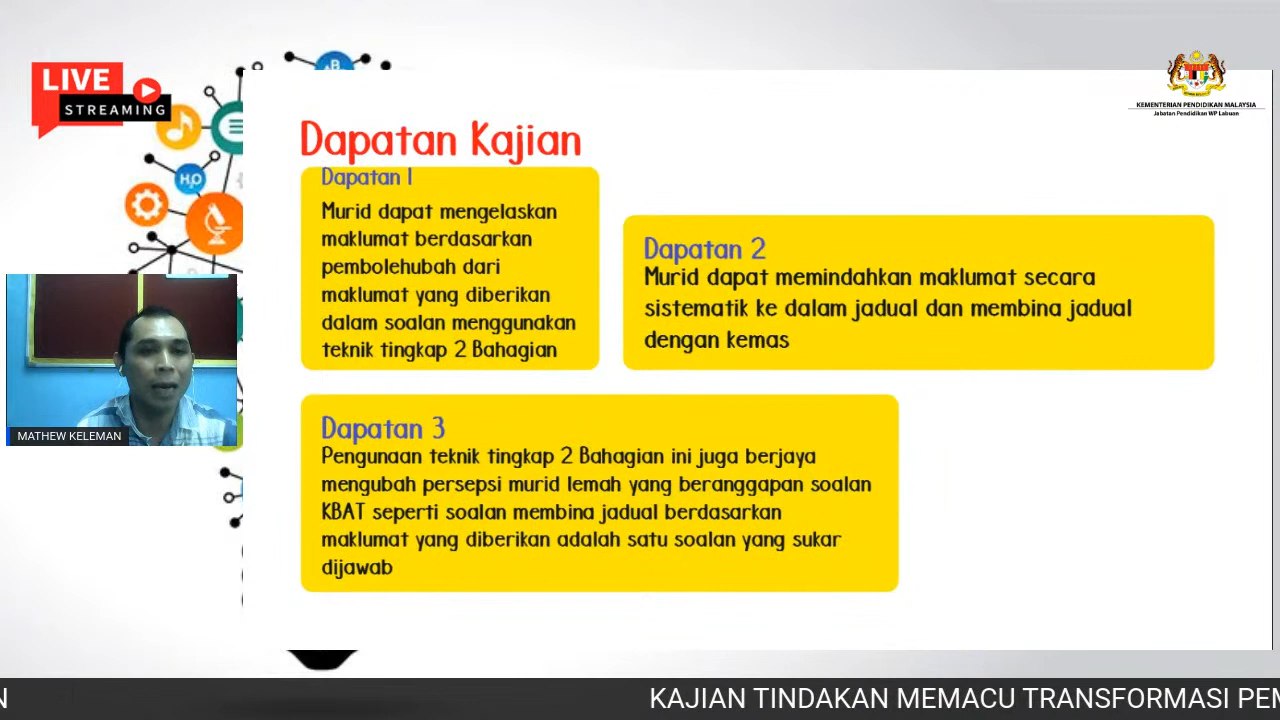 LIVE
STREAMING
KEMENTERIAN PENDIDIKAN MALAYSIA
Jabatan Pendidikan WP Labuan
Dapatan Kajian
Dapatan 1
Murid dapat mengelaskan
maklumat berdasarkan
pembolehubah dari
maklumat yang diberikan
dalam soalan menggunakan
teknik tingkap 2 Bahagian
Dapatan 2
Murid dapat memindahkan maklumat secara
sistematik ke dalam jadual dan membina jadual
dengan kemas
Dapatan 3
Pengunaan teknik tingkap 2 Bahagian ini juga berjaya
mengubah persepsi murid lemah yang beranggapan soalan
KBAT seperti soalan membina jadual berdasarkan
maklumat yang diberikan adalah satu soalan yang sukar
dijawab
H₂O
B
MATHEW KELEMAN
N
KAJIAN TINDAKAN MEMACU TRANSFORMASI PEM